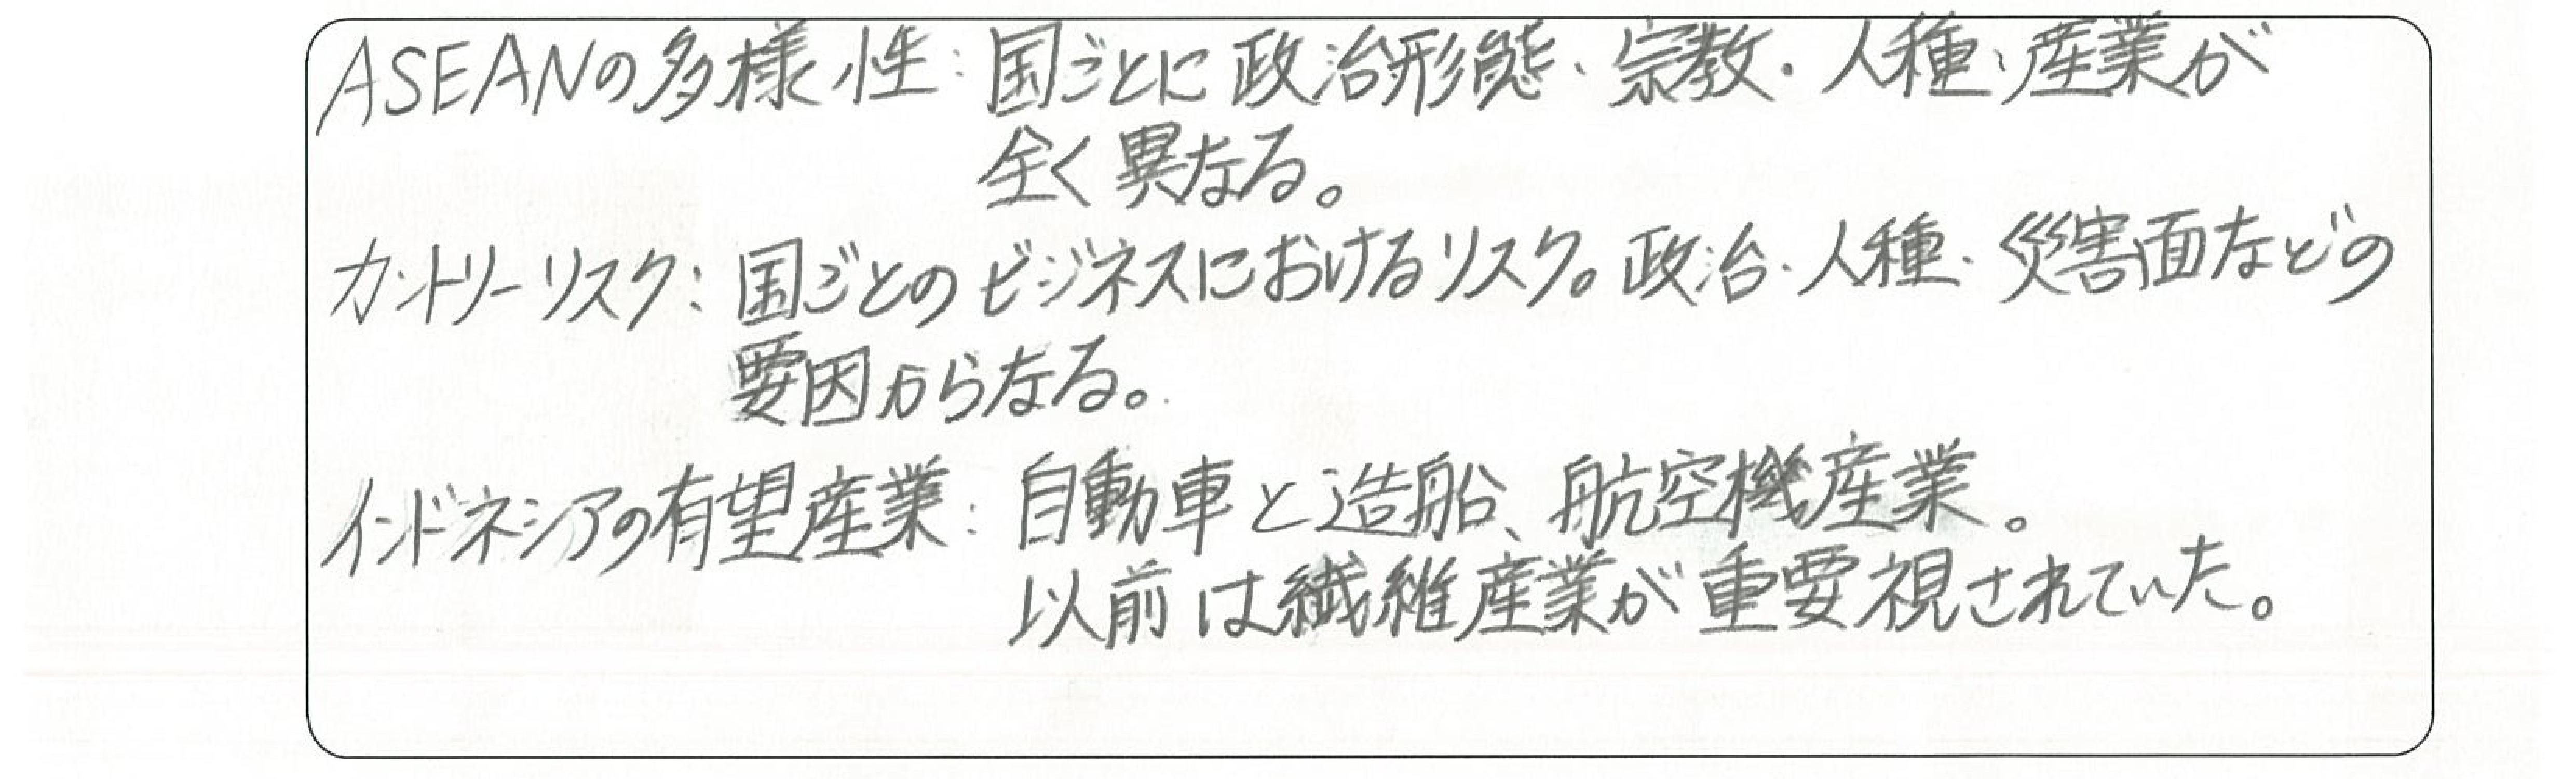 ASEANの多様性：国ごとに政治形態・宗教・人種・産業が
全く異なる。
カントリーリスク：国ごとのビジネスにおけるリスク。政治・人種・災害面などの
要因からなる。
インドネシアの有望産業：自動車と造船、航空機産業。
以前は繊維産業が重要視されていた。